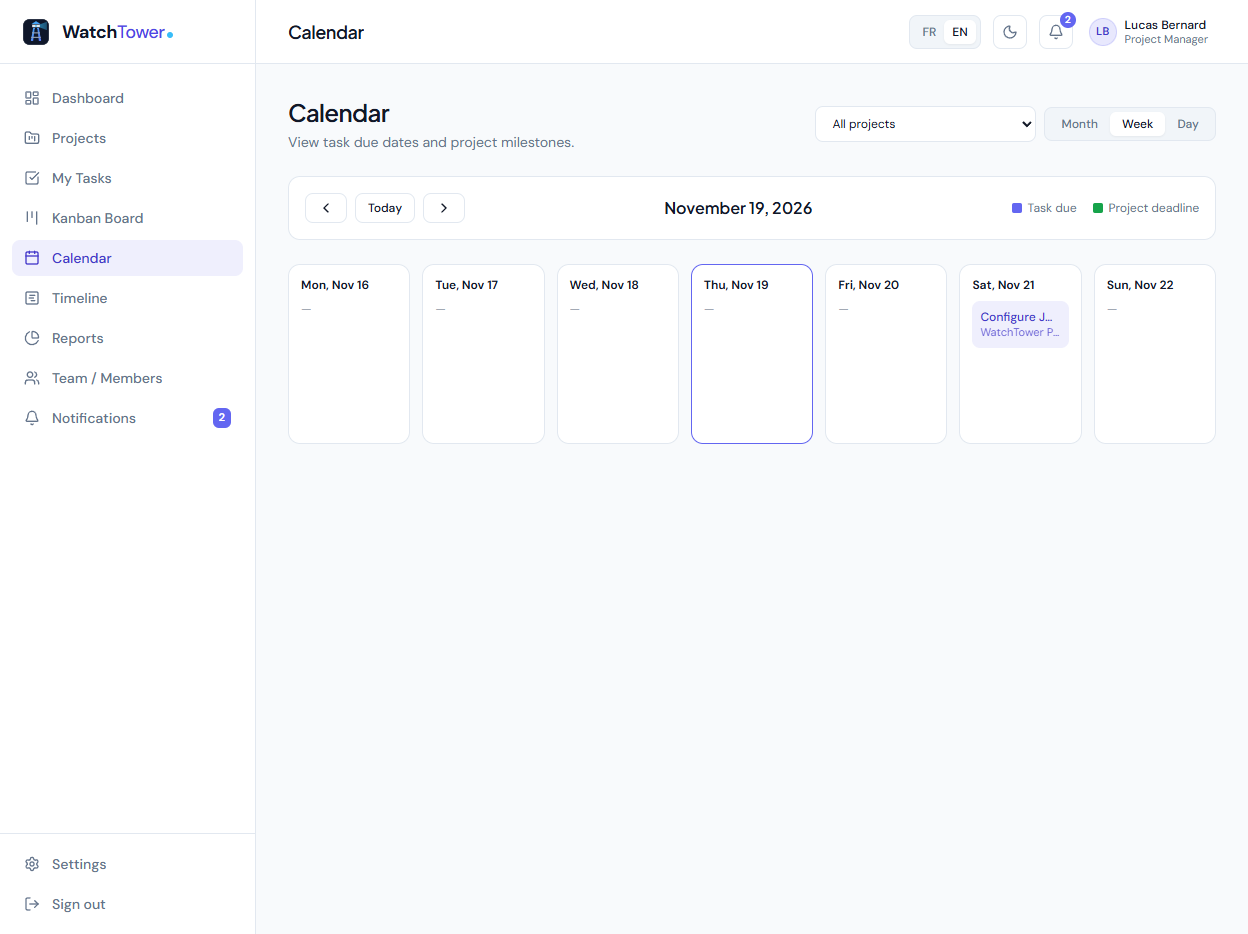 WatchTower
Calendar
FR EN
2
LB
Lucas Bernard
Project Manager
Dashboard
Projects
My Tasks
Kanban Board
Calendar
Timeline
Reports
Team / Members
Notifications 2
Settings
Sign out
Calendar
View task due dates and project milestones.
All projects
Month Week Day
Today
November 19, 2026
Task due Project deadline
Mon, Nov 16
—
Tue, Nov 17
—
Wed, Nov 18
—
Thu, Nov 19
—
Fri, Nov 20
—
Sat, Nov 21
Configure J...
WatchTower P...
Sun, Nov 22
—